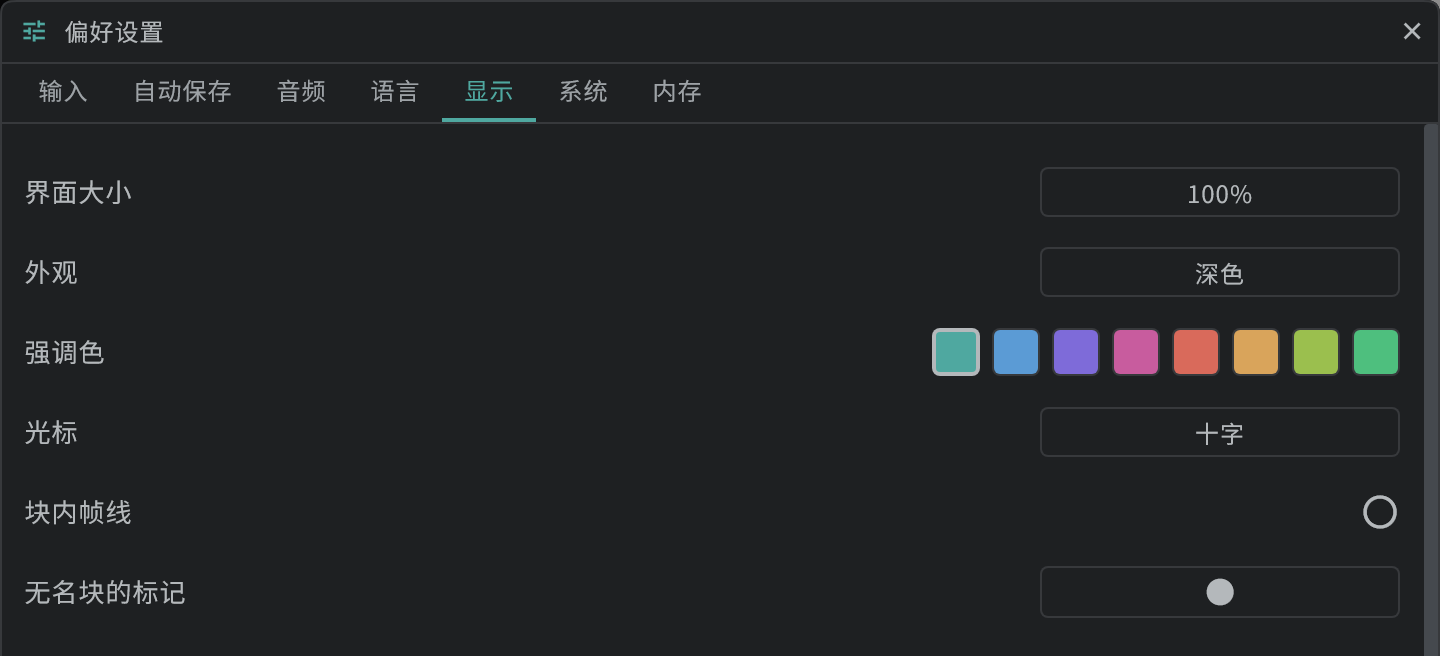 偏好设置
输入 自动保存 音频 语言 显示 系统 内存
界面大小 100%
外观 深色
强调色
光标 十字
块内帧线
无名块的标记